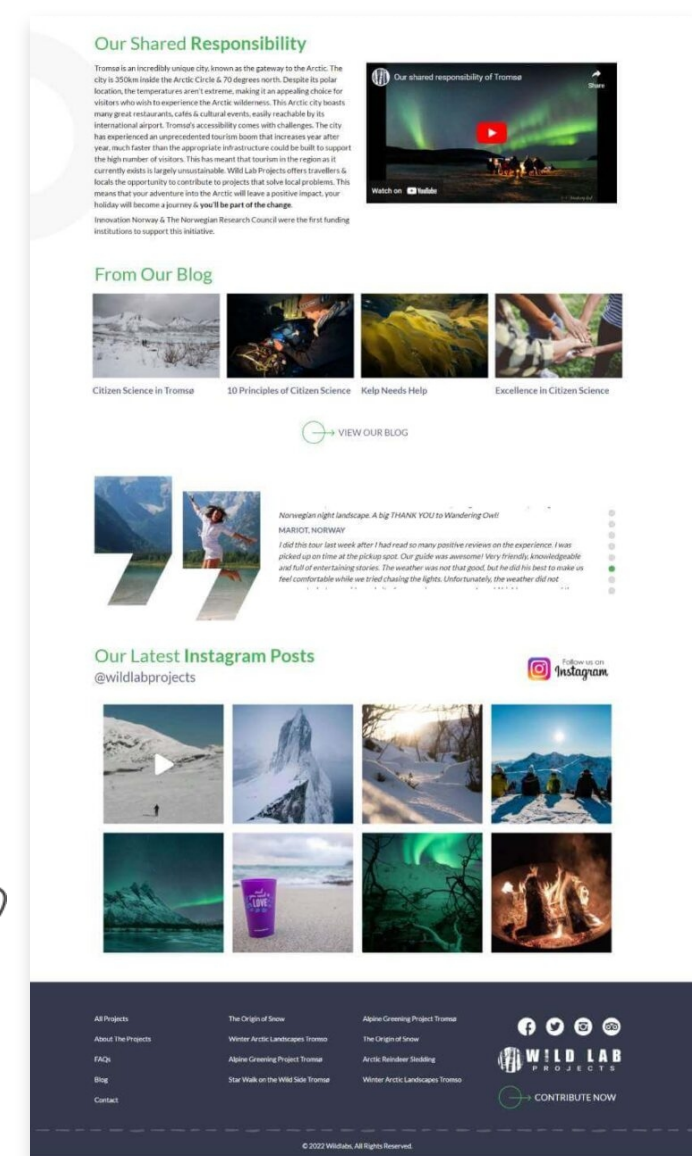 Our Shared Responsibility
Tromsø is an incredibly unique city, known as the gateway to the Arctic. The
city is 350km inside the Arctic Circle & 70 degrees north. Despite its polar
location, the temperatures aren't extreme, making it an appealing choice for
visitors who wish to experience the Arctic wilderness. This Arctic city boasts
many great restaurants, cafés & cultural events, easily reachable by its
international airport. Tromsø's accessibility comes with challenges. The city
has experienced an unprecedented tourism boom that increases year after
year, much faster than the appropriate infrastructure could be built to support
the high number of visitors. This has meant that tourism in the region as it
currently exists is largely unsustainable. Wild Lab Projects offers travellers &
locals the opportunity to contribute to projects that solve local problems. This
means that your adventure into the Arctic will leave a positive impact, your
holiday will become a journey & you'll be part of the change.
Innovation Norway & The Norwegian Research Council were the first funding
institutions to support this initiative.
Our shared responsibility of Tromsø
Share
Watch on YouTube
From Our Blog
Citizen Science in Tromsø
10 Principles of Citizen Science
Kelp Needs Help
Excellence in Citizen Science
VIEW OUR BLOG
Norwegian night landscape. A big THANK YOU to Wandering Owl!
MARIOT, NORWAY
I did this tour last week after I had read so many positive reviews on the experience. I was
picked up on time at the pickup spot. Our guide was awesome! Very friendly, knowledgeable
and full of entertaining stories. The weather was not that good, but he did his best to make us
feel comfortable while we tried chasing the lights. Unfortunately, the weather did not
Our Latest Instagram Posts
@wildlabprojects
Follow us on
Instagram
LOVE
All Projects
About The Projects
FAQs
Blog
Contact
The Origin of Snow
Winter Arctic Landscapes Tromso
Alpine Greening Project Tromsø
Star Walk on the Wild Side Tromsø
Alpine Greening Project Tromsø
The Origin of Snow
Arctic Reindeer Sledding
Winter Arctic Landscapes Tromso
WILD LAB
PROJECTS
CONTRIBUTE NOW
© 2022 Wildlabs, All Rights Reserved.